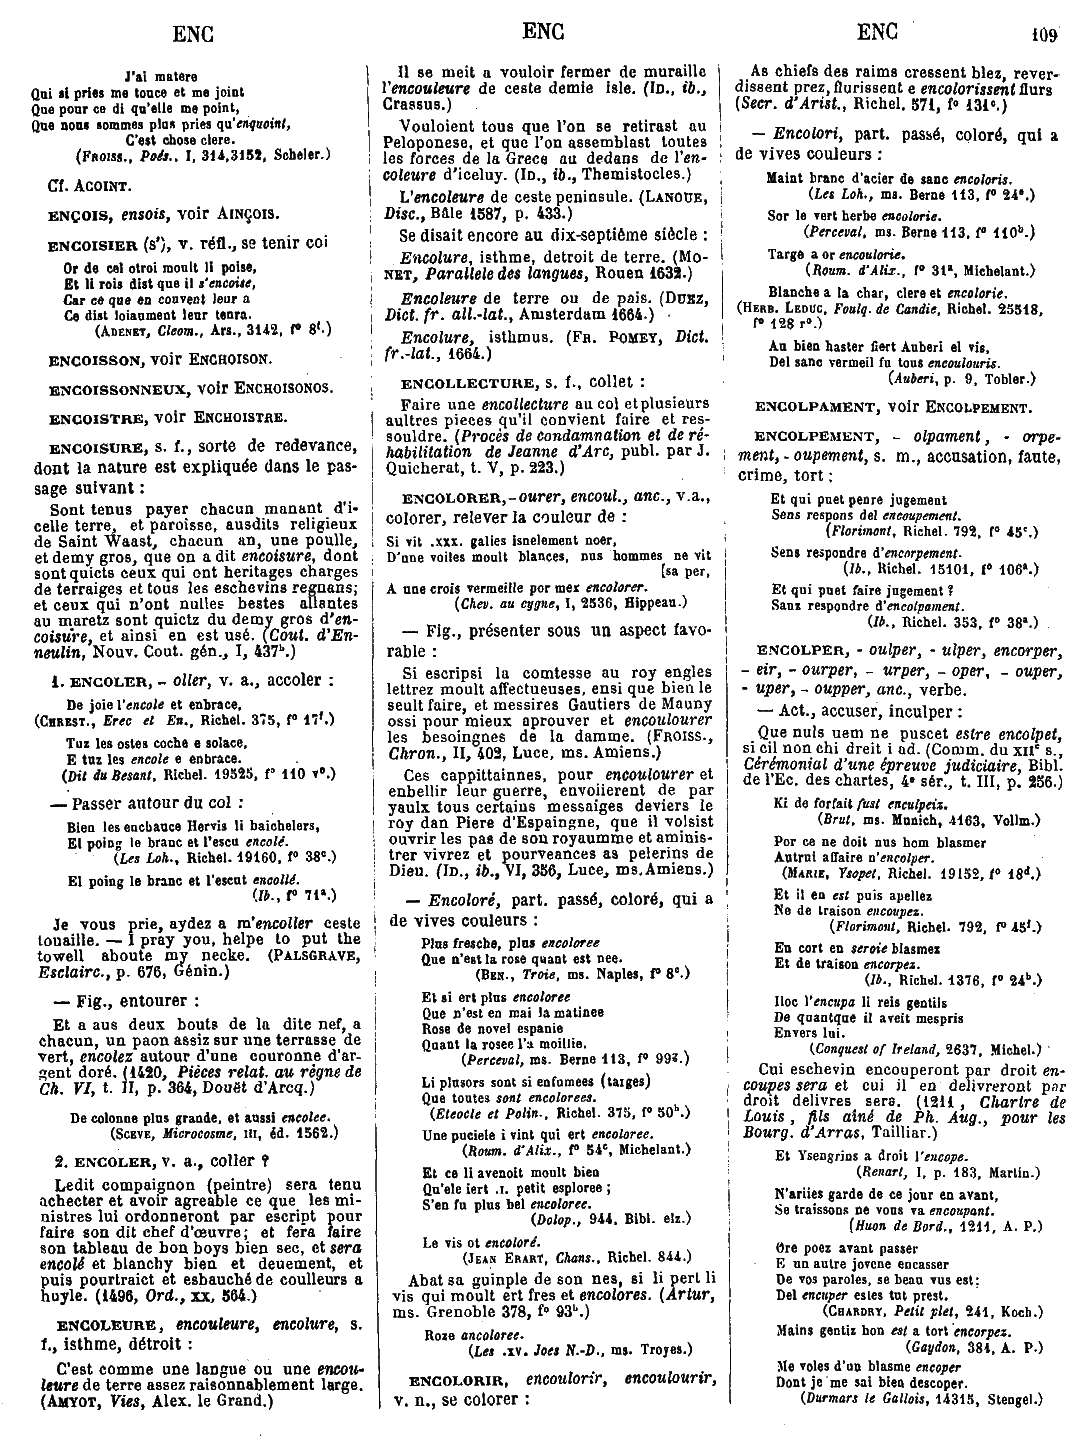 ENC
J'ai matere
Qui si pries me touce et me joint
Que pour ce di qu'elle me point,
Que nous sommes plus pries qu'enquoint,
C'est chose clere.
(FROISS., Poés., I, 314,3152, Scheler.)
Cf. ACOINT.
ENÇOIS, ensois, voir AINÇOIS.
ENCOISIER (s'), v. réfl., se tenir coi
Or de cel otroi moult li poise,
Et li rois dist que il s'encoise,
Car ce que en convent leur a
Ce dist loiaument leur tenra.
(ADENET, Cleom., Ars., 3142, f° 8f.)
ENCOISSON, voir ENCHOISON.
ENCOISSONNEUX, voir ENCHOISONOS.
ENCOISTRE, voir ENCHOISTRE.
ENCOISURE, s. f., sorte de redevance,
dont la nature est expliquée dans le pas-
sage suivant :
Sont tenus payer chacun manant d'i-
celle terre, et paroisse, ausdits religieux
de Saint Waast, chacun an, une poulle,
et demy gros, que on a dit encoisure, dont
sont quicts ceux qui ont heritages charges
de terraiges et tous les eschevins regnans;
et ceux qui n'ont nulles bestes allantes
au maretz sont quictz du demy gros d'en-
coisure, et ainsi en est usé. (Cout. d'En-
neulin, Nouv. Cout. gén., I, 437b.)
1. ENCOLER, - oller, v. a., accoler :
De joie l'encole et enbrace.
(CHREST., Erec et En., Richel. 375, f° 17f.)
Tuz les ostes coche e solace,
E tuz les encole e enbrace.
(Dit du Besant, Richel. 19525, f° 110 v°.)
— Passer autour du col :
Bien les enchauce Hervis li baichelers,
El poing le branc et l'escu encolé.
(Les Loh., Richel. 19160, f° 38c.)
El poing le branc et l'escut encollé.
(Ib., f° 71a.)
Je vous prie, aydez a m'encoller ceste
touaille. — I pray you, helpe to put the
towell aboute my necke. (PALSGRAVE,
Esclairc., p. 676, Génin.)
— Fig., entourer :
Et a aus deux bouts de la dite nef, a
chacun, un paon assiz sur une terrasse de
vert, encolez autour d'une couronne d'ar-
gent doré. (1420, Pièces relat. au règne de
Ch. VI, t. II, p. 364, Douët d'Arcq.)
De colonne plus grande, et aussi encolee.
(SCEVE, Microcosme, III, éd. 1562.)
2. ENCOLER, v. a., coller ?
Ledit compaignon (peintre) sera tenu
achecter et avoir agreable ce que les mi-
nistres lui ordonneront par escript pour
faire son dit chef d'œuvre; et fera faire
son tableau de bon boys bien sec, et sera
encolé et blanchy bien et deuement, et
puis pourtraict et esbauché de coulleurs a
huyle. (1496, Ord., XX, 564.)
ENCOLEURE, encouleure, encolure, s.
f., isthme, détroit :
C'est comme une langue ou une encou-
leure de terre assez raisonnablement large.
(AMYOT, Vies, Alex. le Grand.)
ENC
Il se meit a vouloir fermer de muraille
l'encouleure de ceste demie isle. (ID., ib.,
Crassus.)
Vouloient tous que l'on se retirast au
Peloponese, et que l'on assemblast toutes
les forces de la Grece au dedans de l'en-
coleure d'iceluy. (ID., ib., Themistocles.)
L'encoleure de ceste peninsule. (LANOUE,
Disc., Bâle 1587, p. 433.)
Se disait encore au dix-septième siècle :
Encolure, isthme, detroit de terre. (MO-
NET, Parallele des langues, Rouen 1632.)
Encoleure de terre ou de pais. (DUEZ,
Dict. fr. all.-lat., Amsterdam 1664.)
Encolure, isthmus. (FR. POMEY, Dict.
fr.-lat., 1664.)
ENCOLLECTURE, s. f., collet :
Faire une encollecture au col et plusieurs
aultres pieces qu'il convient faire et res-
souldre. (Procès de condamnation et de ré-
habilitation de Jeanne d'Arc, publ. par J.
Quicherat, t. V, p. 223.)
ENCOLORER, - ourer, encoul., anc., v.a.,
colorer, relever la couleur de :
Si vit .xxx. galies isnelement noer,
D'une voiles moult blances, nus hommes ne vit
[sa per,
A une crois vermeille por mex encolorer.
(Chev. au cygne, I, 2536, Hippeau.)
— Fig., présenter sous un aspect favo-
rable :
Si escripsi la comtesse au roy engles
lettrez moult affectueuses, ensi que bien le
seult faire, et messires Gautiers de Mauny
ossi pour mieux aprouver et encoulourer
les besoingnes de la damme. (FROISS.,
Chron., II, 402, Luce, ms. Amiens.)
Ces cappittainnes, pour encoulourer et
enbellir leur guerre, envoiierent de par
yaulx tous certains messaiges deviers le
roy dan Piere d'Espaingne, que il volsist
ouvrir les pas de son royaumme et aminis-
trer vivrez et pourveances as pelerins de
Dieu. (ID., ib., VI, 356, Luce, ms. Amiens.)
— Encoloré, part. passé, coloré, qui a
de vives couleurs :
Plus fresche, plus encoloree
Que n'est la rose quant est nee.
(BEN., Troie, ms. Naples, f° 8c.)
Et si ert plus encoloree
Que n'est en mai la matinee
Rose de novel espanie
Quant la rosee l'a moillie.
(Perceval, ms. Berne 113, f° 99e.)
Li plusors sont si enfumees (targes)
Que toutes sont encolorees.
(Eteocle et Polin., Richel. 375, f° 50b.)
Une puciele i vint qui ert encoloree.
(Roum. d'Alix., f° 54c, Michelant.)
Et ce li avenoit moult bien
Qu'ele iert .I. petit esploree ;
S'en fu plus bel encoloree.
(Dolop., 944, Bibl. elz.)
Le vis ot encoloré.
(JEAN ERART, Chans., Richel. 844.)
Abat sa guinple de son nes, si li pert li
vis qui moult ert fres et encolores. (Artur,
ms. Grenoble 378, f° 93b.)
Roze ancoloree.
(Les .XV. Joes N.-D., ms. Troyes.)
ENCOLORIR, encoulorir, encoulourir,
v. n., se colorer :
ENC 109
As chiefs des raims cressent blez, rever-
dissent prez, flurissent e encolorissent flurs
(Secr. d'Arist., Richel. 571, f° 131c.)
— Encolori, part. passé, coloré, qui a
de vives couleurs :
Maint branc d'acier de sanc encoloris.
(Les Loh., ms. Berne 113, f° 24a.)
Sor le vert herbe encolorie.
(Perceval, ms. Berne 113, f° 110b.)
Targe a or encoulorie.
(Roum. d'Alix., f° 31a, Michelant.)
Blanche a la char, clere et encolorie.
(HERB. LEDUC, Foulq. de Candie, Richel. 25518,
f° 128 r°.)
Au bien haster fiert Auberi el vis,
Del sanc vermeil fu tous encoulouris.
(Auberi, p. 9, Tobler.)
ENCOLPAMENT, voir ENCOLPEMENT.
ENCOLPEMENT, - olpament, - orpe-
ment, - oupement, s. m., accusation, faute,
crime, tort :
Et qui puet penre jugement
Sens respons del encoupement.
(Florimont, Richel. 792, f° 45c.)
Sens respondre d'encorpement.
(Ib., Richel. 15101, f° 106a.)
Et qui puet faire jugement ?
Sanz respondre d'encolpament.
(Ib., Richel. 353, f° 38a.)
ENCOLPER, - oulper, - ulper, encorper,
- eir, - ourper, - urper, - oper, - ouper,
- uper, - oupper, anc., verbe.
— Act., accuser, inculper :
Que nuls uem ne puscet estre encolpet,
si cil non chi dreit i ad. (Comm. du XIIe s.,
Cérémonial d'une épreuve judiciaire, Bibl.
de l'Ec. des chartes, 4e sér., t. III, p. 256.)
Ki de forfait fust enculpeiz.
(Brut, ms. Munich, 4163, Vollm.)
Por ce ne doit nus hom blasmer
Autrui affaire n'encolper.
(MARIE, Ysopet, Richel. 19152, f° 18d.)
Et il en est puis apellez
Ne de traison encoupez.
(Florimont, Richel. 792, f° 45f.)
En cort en seroie blasmez
Et de traison encorpez.
(Ib., Richel. 1376, f° 24b.)
Iloc l'encupa li reis gentils
De quantque il aveit mespris
Envers lui.
(Conquest of Ireland, 2637, Michel.)
Cui eschevin encouperont par droit en-
coupes sera et cui il en delivreront par
droit delivres sera. (1211, Chartre de
Louis, fils aîné de Ph. Aug., pour les
Bourg. d'Arras, Tailliar.)
Et Ysengrins a droit l'encope.
(Renart, I, p. 183, Martin.)
N'ariies garde de ce jour en avant,
Se traissons ne vous va encoupant.
(Huon de Bord., 1211, A. P.)
Ore poez avant passer
E un autre jovene encasser
De vos paroles, se beau vus est;
Del encuper estes tut prest.
(CHARDRY, Petit plet, 241, Koch.)
Mains gentiz hon est a tort encorpez.
(Gaydon, 384, A. P.)
Me voles d'un blasme encoper
Dont je me sai bien descoper.
(Durmars le Gallois, 14315, Stengel.)